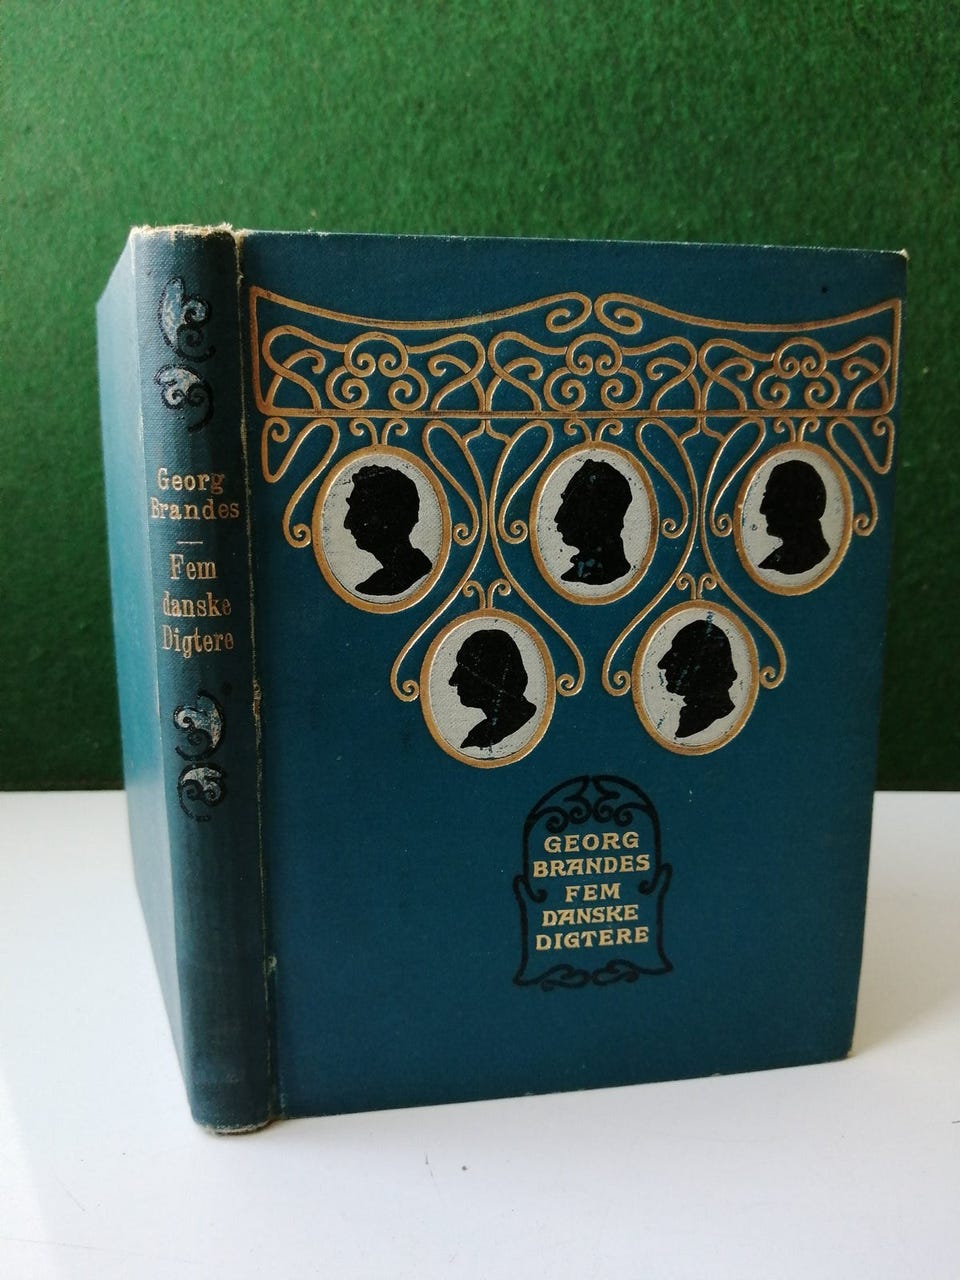 Georg
Brandes
—
Fem
danske
Digtere
GEORG
BRANDES
FEM
DANSKE
DIGTERE